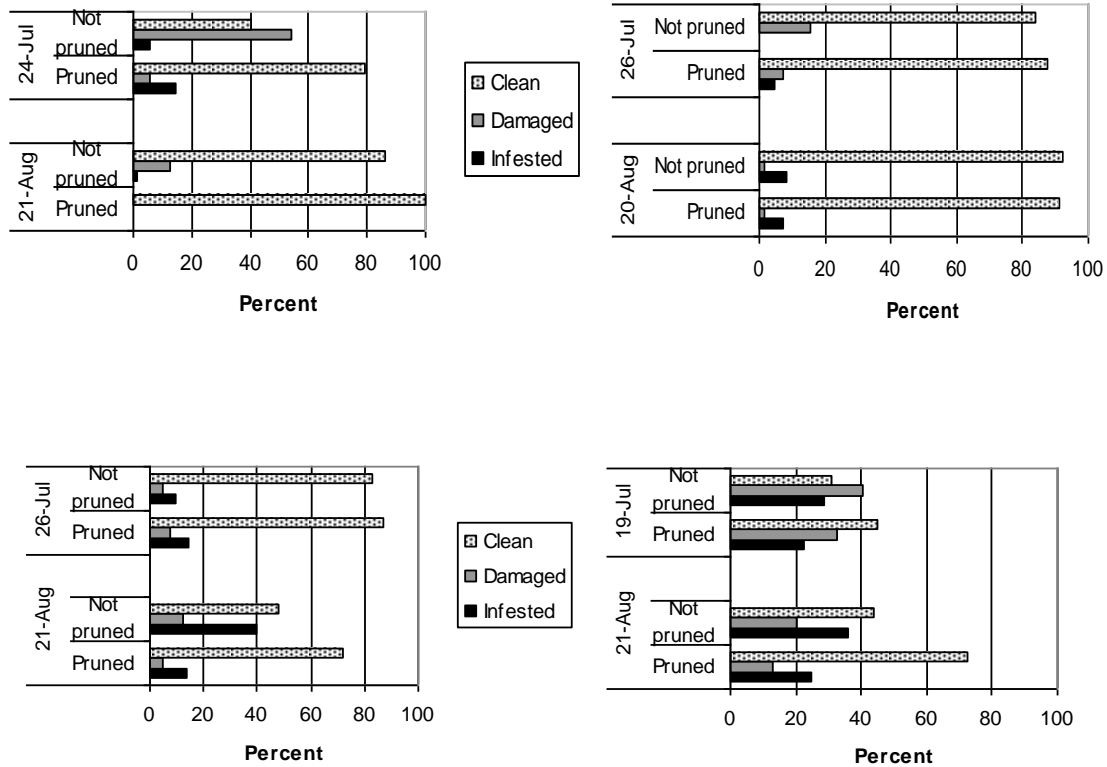 24-Jul
Not
pruned
Pruned
21-Aug
Not
pruned
Pruned
0 20 40 60 80 100
Percent
Clean
Damaged
Infested
26-Jul
Not pruned
Pruned
20-Aug
Not pruned
Pruned
0 20 40 60 80 100
Percent
26-Jul
Not
pruned
Pruned
21-Aug
Not
pruned
Pruned
0 20 40 60 80 100
Percent
Clean
Damaged
Infested
19-Jul
Not
pruned
Pruned
21-Aug
Not
pruned
Pruned
0 20 40 60 80 100
Percent